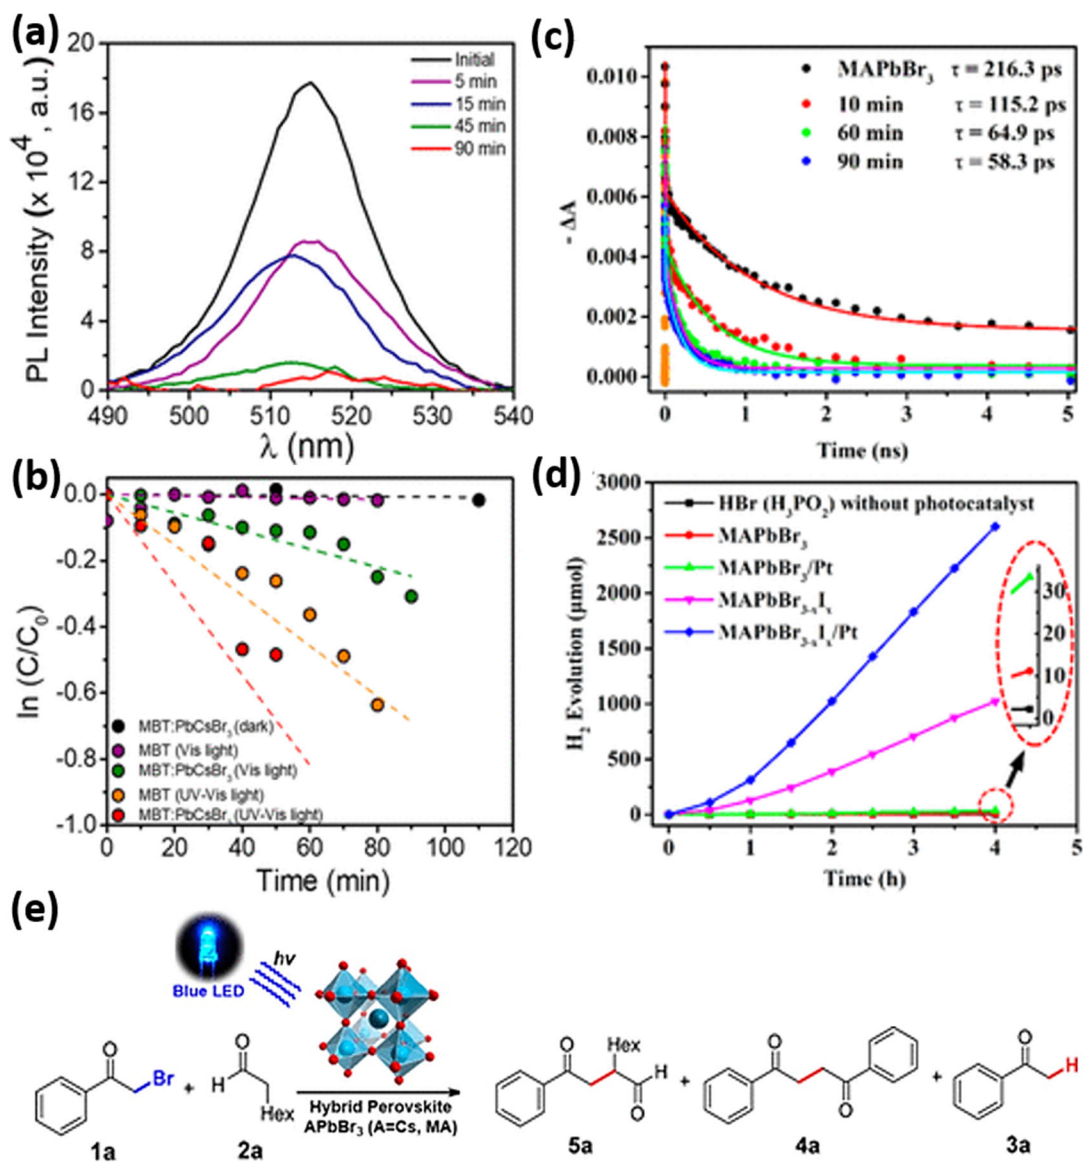 (a)
20
16
12
8
4
0
PL Intensity (x 10⁴, a.u.)
Initial
5 min
15 min
45 min
90 min
490 500 510 520 530 540
λ (nm)
(c)
0.010
0.008
0.006
0.004
0.002
0.000
- ΔA
MAPbBr₃ τ = 216.3 ps
10 min τ = 115.2 ps
60 min τ = 64.9 ps
90 min τ = 58.3 ps
0 1 2 3 4 5
Time (ns)
(b)
0.0
-0.2
-0.4
-0.6
-0.8
-1.0
ln (C/C₀)
MBT:PbCsBr₃ (dark)
MBT (Vis light)
MBT:PbCsBr₃ (Vis light)
MBT (UV-Vis light)
MBT:PbCsBr₃ (UV-Vis light)
0 20 40 60 80 100 120
Time (min)
(d)
3000
2500
2000
1500
1000
500
0
H₂ Evolution (μmol)
HBr (H₃PO₂) without photocatalyst
MAPbBr₃
MAPbBr₃/Pt
MAPbBr₃₋ₓIₓ
MAPbBr₃₋ₓIₓ/Pt
30
20
10
0
0 1 2 3 4 5
Time (h)
(e)
Blue LED
hν
O
Br
1a
+
O
H
Hex
2a
Hybrid Perovskite
APbBr₃ (A=Cs, MA)
O
Hex
H
O
5a
+
O
O
4a
+
O
H
3a